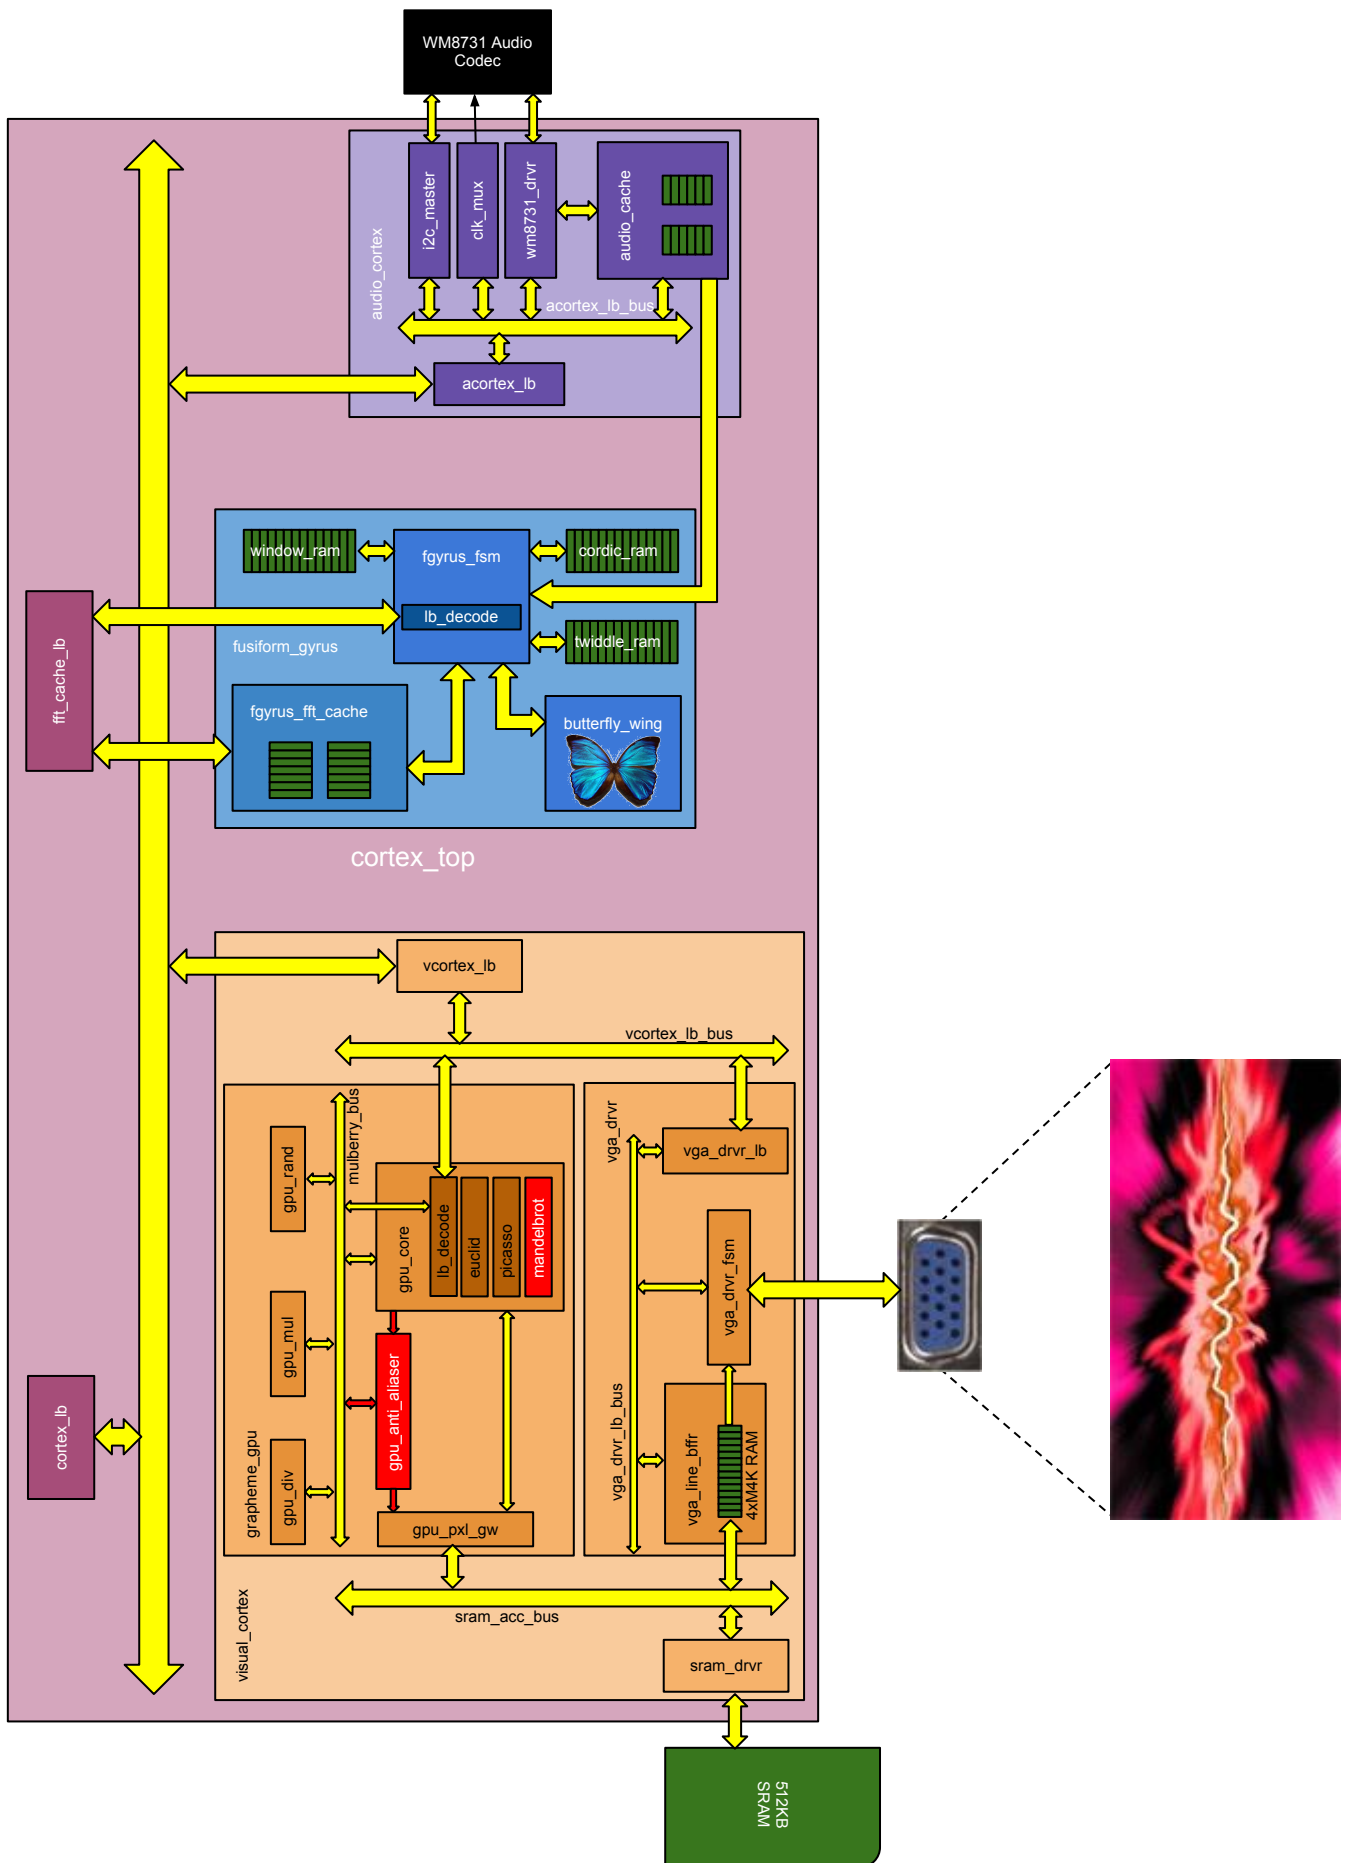 WM8731 Audio
Codec
i2c_master
clk_mux
wm8731_drvr
audio_cache
audio_cortex
acortex_lb_bus
acortex_lb
window_ram
fgyrus_fsm
cordic_ram
lb_decode
fusiform_gyrus
twiddle_ram
fft_cache_lb
fgyrus_fft_cache
butterfly_wing
cortex_top
vcortex_lb
vcortex_lb_bus
mulberry_bus
vga_drvr
gpu_rand
vga_drvr_lb
gpu_core
lb_decode
euclid
picasso
mandelbrot
vga_drvr_fsm
gpu_mul
gpu_anti_aliaser
cortex_lb
vga_drvr_lb_bus
vga_line_bffr
4xM4K RAM
grapheme_gpu
gpu_div
gpu_pxl_gw
visual_cortex
sram_acc_bus
sram_drvr
512KB
SRAM